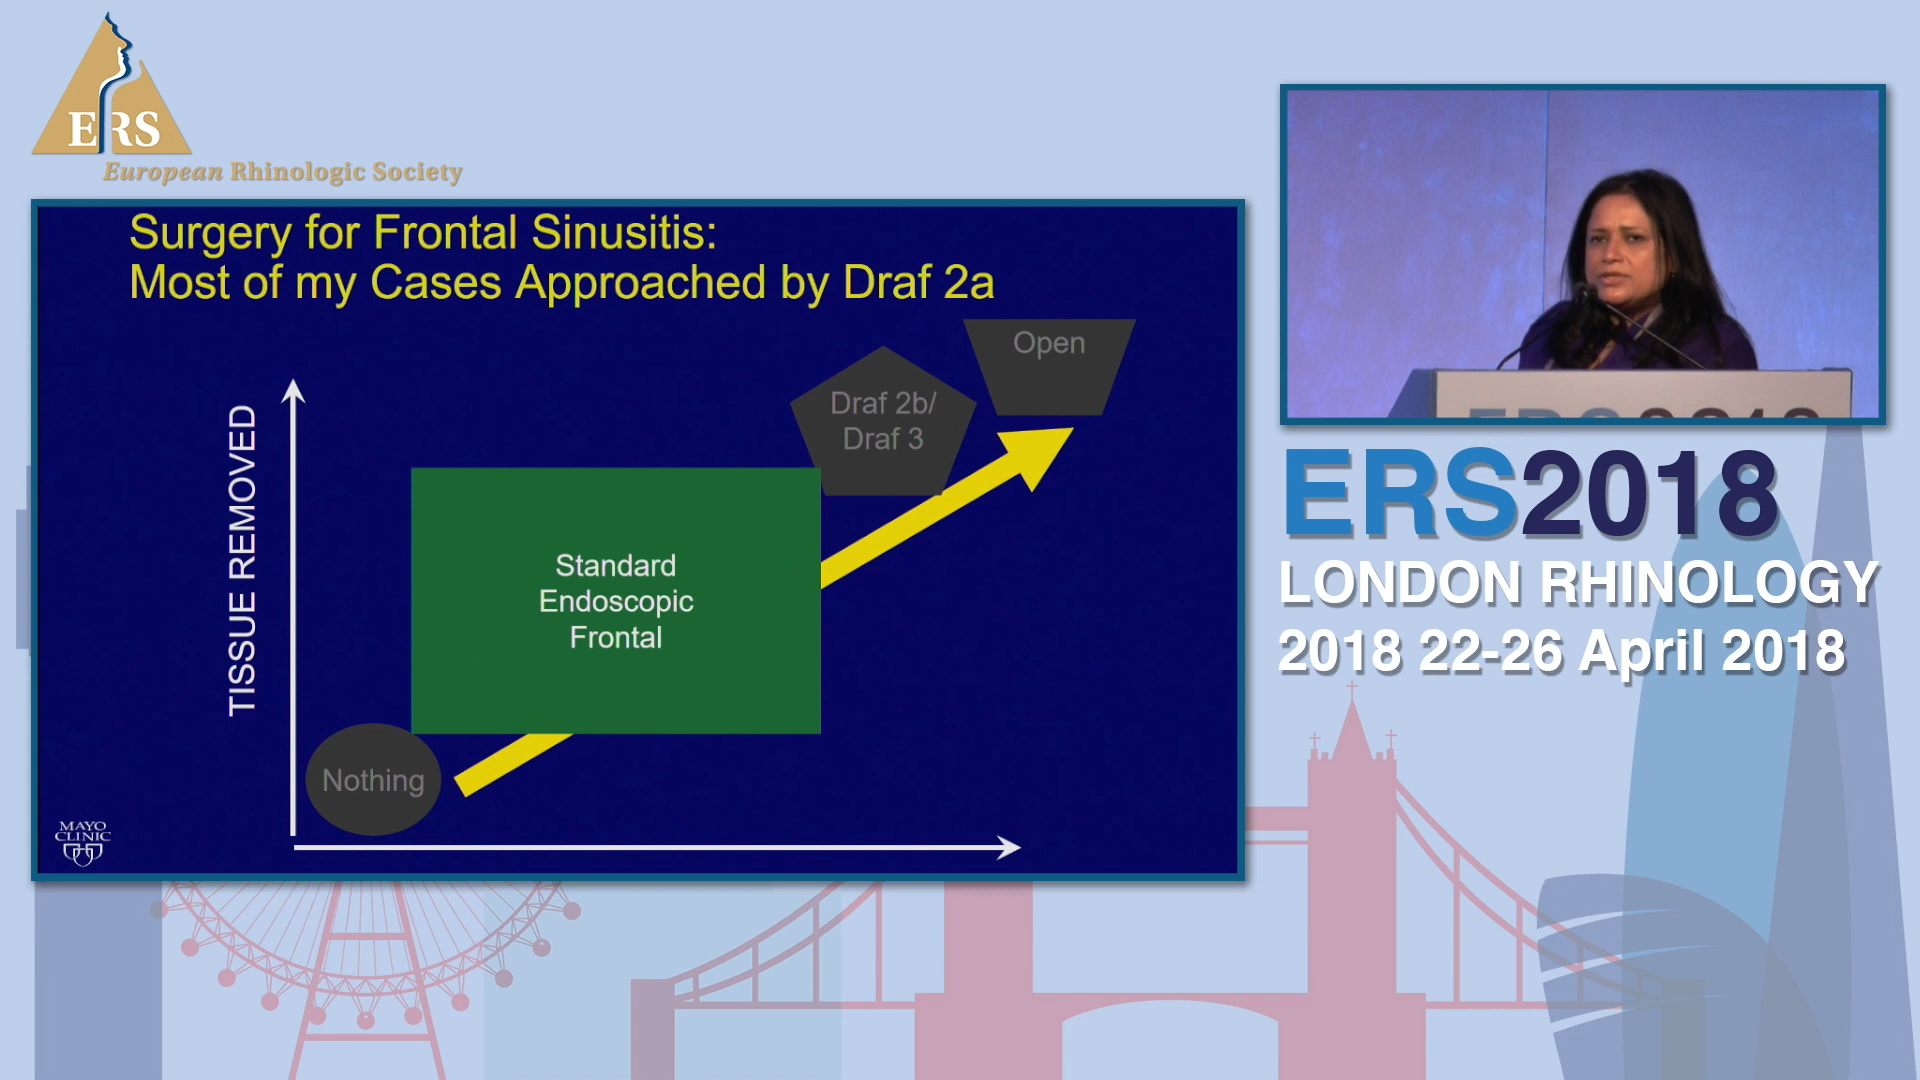 ERS
European Rhinologic Society
Surgery for Frontal Sinusitis:
Most of my Cases Approached by Draf 2a
Open
Draf 2b/
Draf 3
TISSUE REMOVED
Standard
Endoscopic
Frontal
Nothing
MAYO
CLINIC
ERS2018
ERS2018
LONDON RHINOLOGY
2018 22-26 April 2018